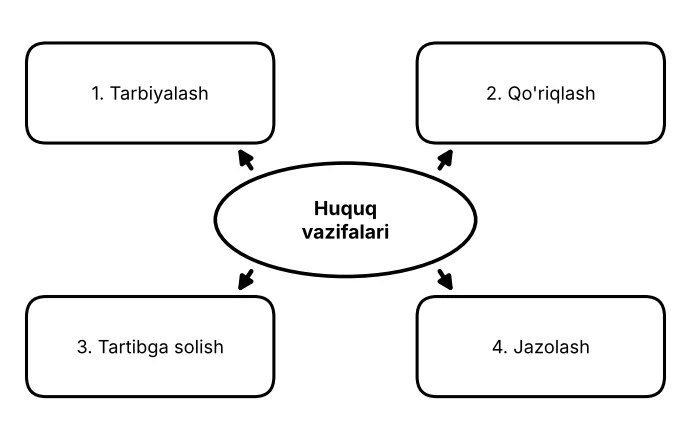 1. Tarbiyalash
2. Qo'riqlash
Huquq
vazifalari
3. Tartibga solish
4. Jazolash